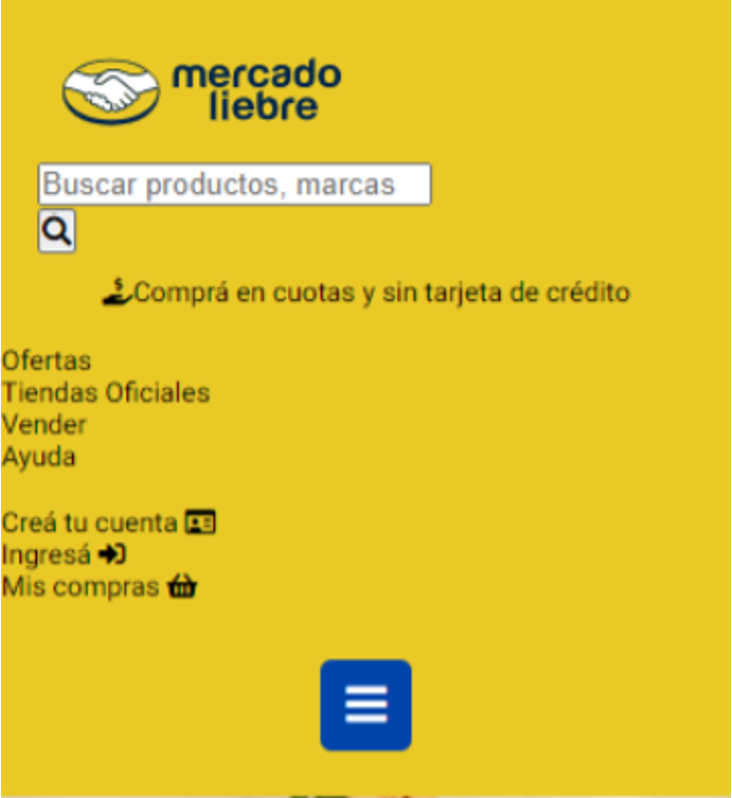 mercado
liebre
Buscar productos, marcas
Comprá en cuotas y sin tarjeta de crédito
Ofertas
Tiendas Oficiales
Vender
Ayuda
Creá tu cuenta
Ingresá
Mis compras